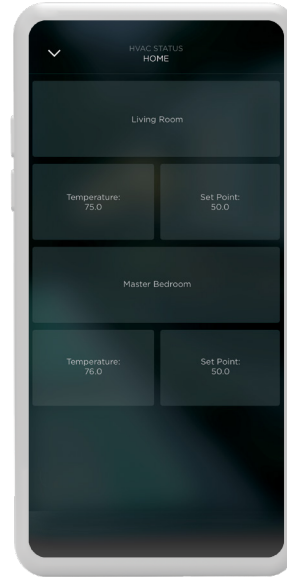 HVAC STATUS
HOME
Living Room
Temperature:
75.0
Set Point:
50.0
Master Bedroom
Temperature:
76.0
Set Point:
50.0